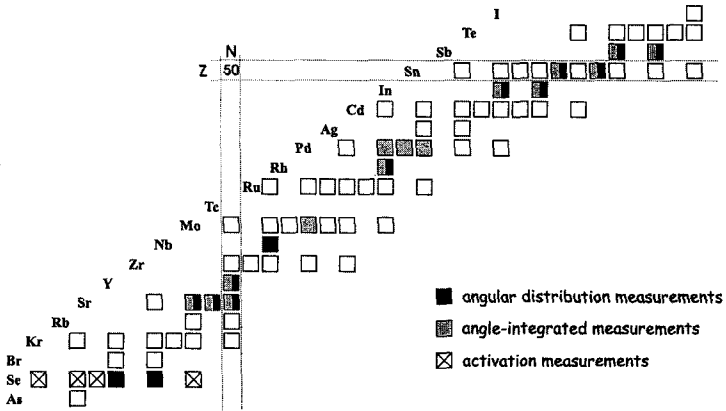 I
Te
N
Sb
Z 50 Sn
In
Cd
Ag
Pd
Rh
Ru
Tc
Mo
Nb
Zr
Y
Sr
angular distribution measurements
Rb
angle-integrated measurements
Kr
Br
activation measurements
Se
As